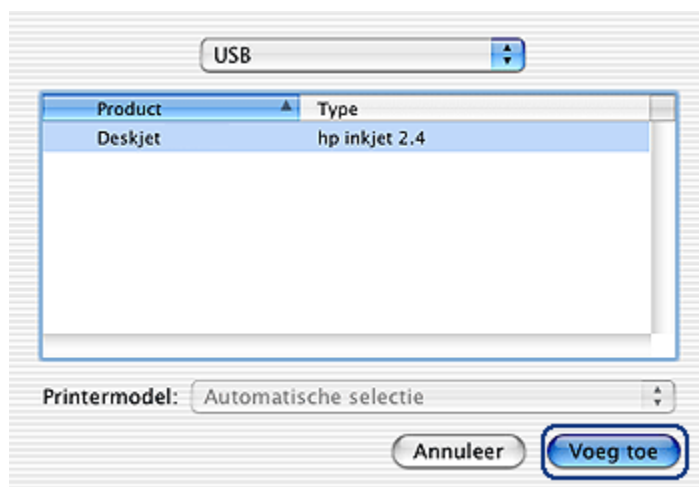 USB
Product Type
Deskjet hp inkjet 2.4
Printermodel: Automatische selectie
Annuleer Voeg toe